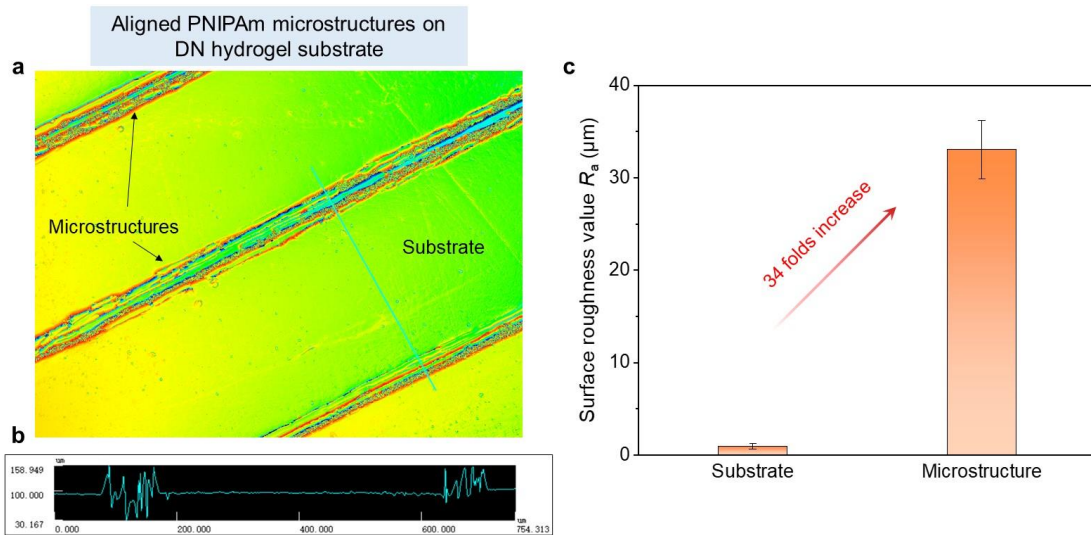 Aligned PNIPAm microstructures on
DN hydrogel substrate
a
Microstructures
Substrate
b
μm
158.949
100.000
30.167
0.000
200.000
400.000
600.000
μm
754.313
c
Surface roughness value Ra (μm)
40
30
20
10
0
34 folds increase
Substrate
Microstructure